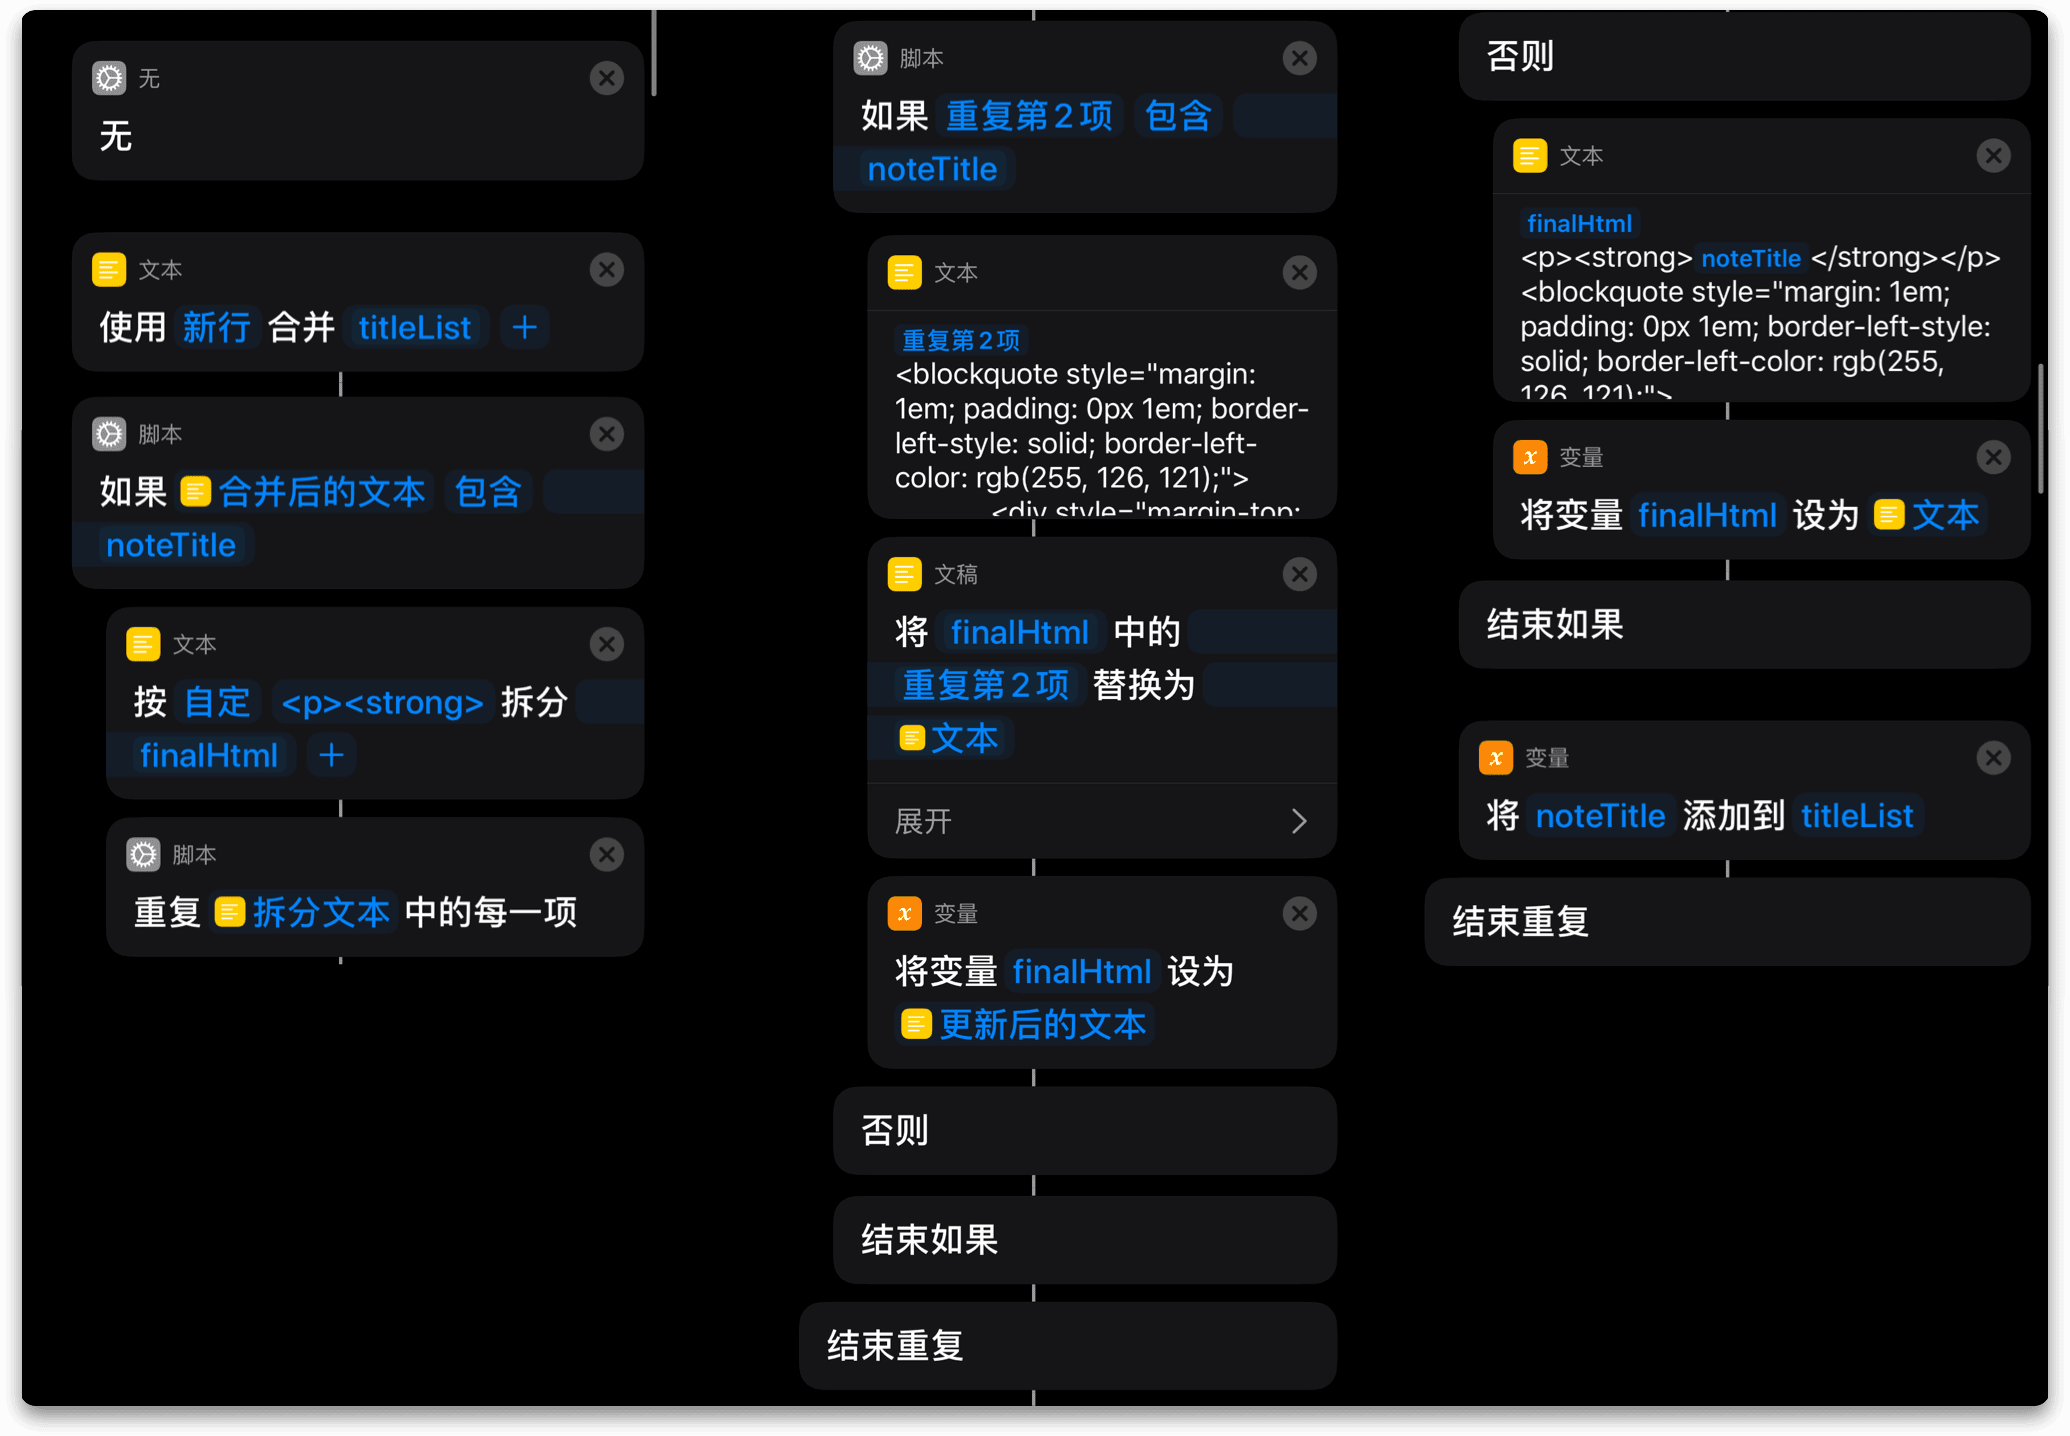 无
无
文本
使用 新行 合并 titleList +
脚本
如果 合并后的文本 包含
noteTitle
文本
按 自定 <p><strong> 拆分
finalHtml +
脚本
重复 拆分文本 中的每一项
脚本
如果 重复第2项 包含
noteTitle
文本
重复第2项
<blockquote style="margin:
1em; padding: 0px 1em; border-
left-style: solid; border-left-
color: rgb(255, 126, 121);">
<div style="margin-top:
文稿
将 finalHtml 中的
重复第2项 替换为
文本
展开
变量
将变量 finalHtml 设为
更新后的文本
否则
结束如果
结束重复
否则
文本
finalHtml
<p><strong> noteTitle </strong></p>
<blockquote style="margin: 1em;
padding: 0px 1em; border-left-style:
solid; border-left-color: rgb(255,
126, 121);">
变量
将变量 finalHtml 设为 文本
结束如果
变量
将 noteTitle 添加到 titleList
结束重复